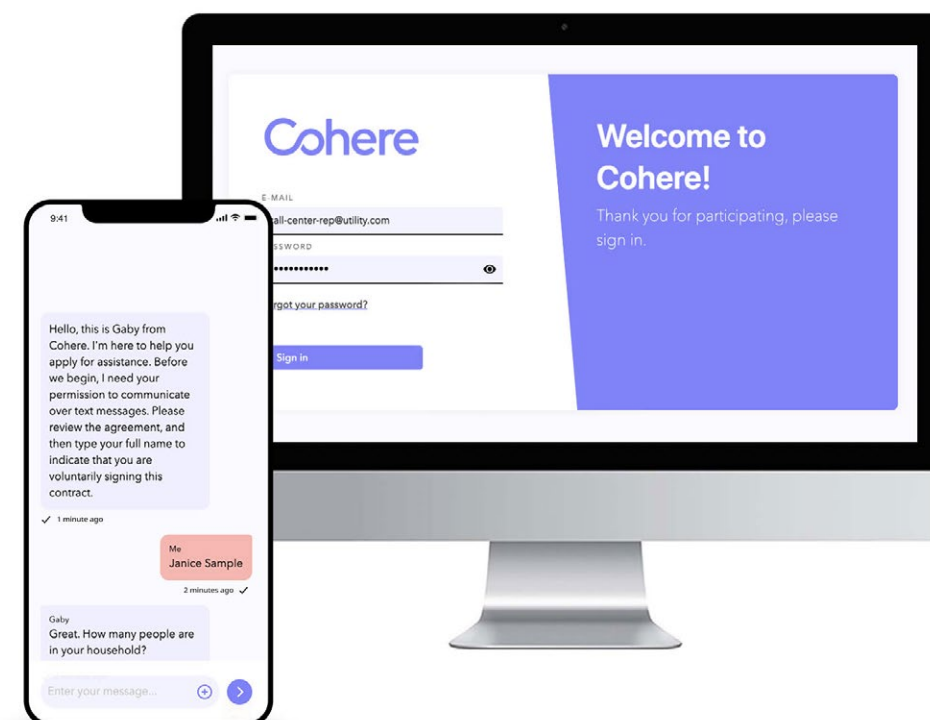 Cohere
E-MAIL
all-center-rep@utility.com
SSWORD
rgot your password?
Sign in
Welcome to
Cohere!
Thank you for participating, please
sign in.
9:41
Hello, this is Gaby from
Cohere. I'm here to help you
apply for assistance. Before
we begin, I need your
permission to communicate
over text messages. Please
review the agreement, and
then type your full name to
indicate that you are
voluntarily signing this
contract.
1 minute ago
Me
Janice Sample
2 minutes ago
Gaby
Great. How many people are
in your household?
Enter your message...